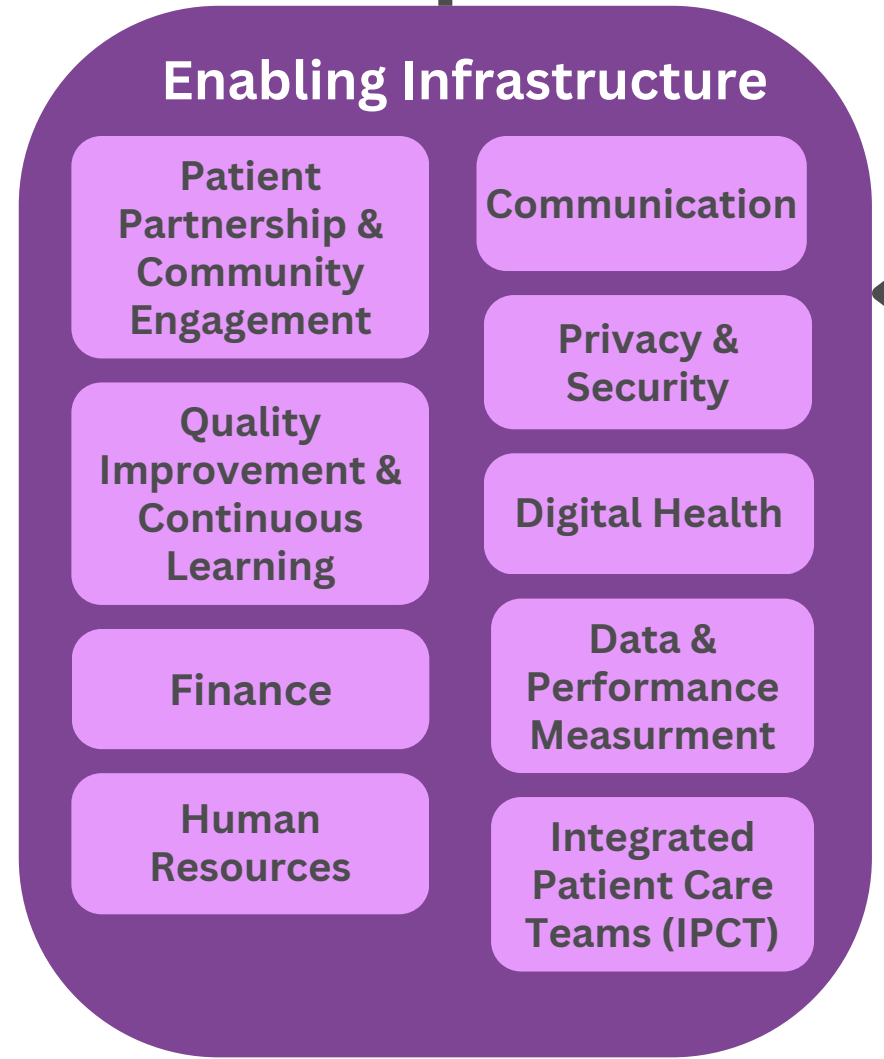 Enabling Infrastructure
Patient
Partnership &
Community
Engagement
Quality
Improvement &
Continuous
Learning
Finance
Human
Resources
Communication
Privacy &
Security
Digital Health
Data &
Performance
Measurment
Integrated
Patient Care
Teams (IPCT)